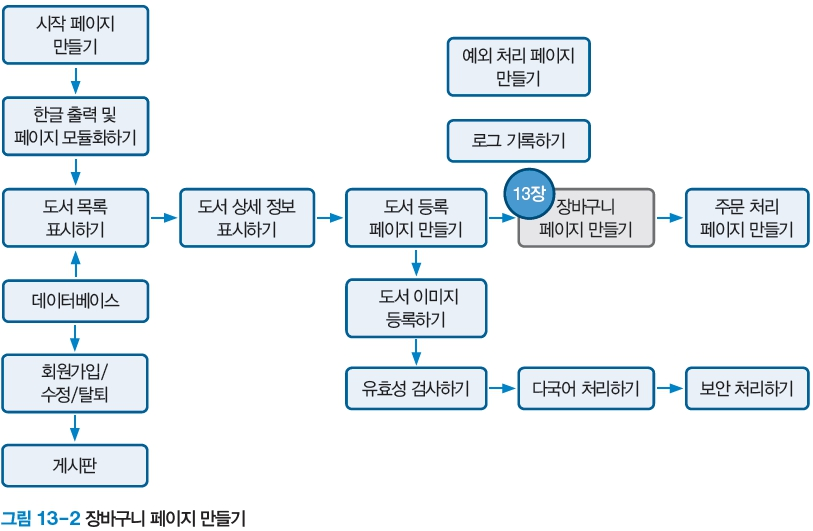 시작 페이지
만들기
예외 처리 페이지
만들기
한글 출력 및
페이지 모듈화하기
로그 기록하기
13장
도서 목록
표시하기
도서 상세 정보
표시하기
도서 등록
페이지 만들기
장바구니
페이지 만들기
주문 처리
페이지 만들기
데이터베이스
도서 이미지
등록하기
회원가입/
수정/탈퇴
유효성 검사하기
다국어 처리하기
보안 처리하기
게시판
그림 13-2 장바구니 페이지 만들기